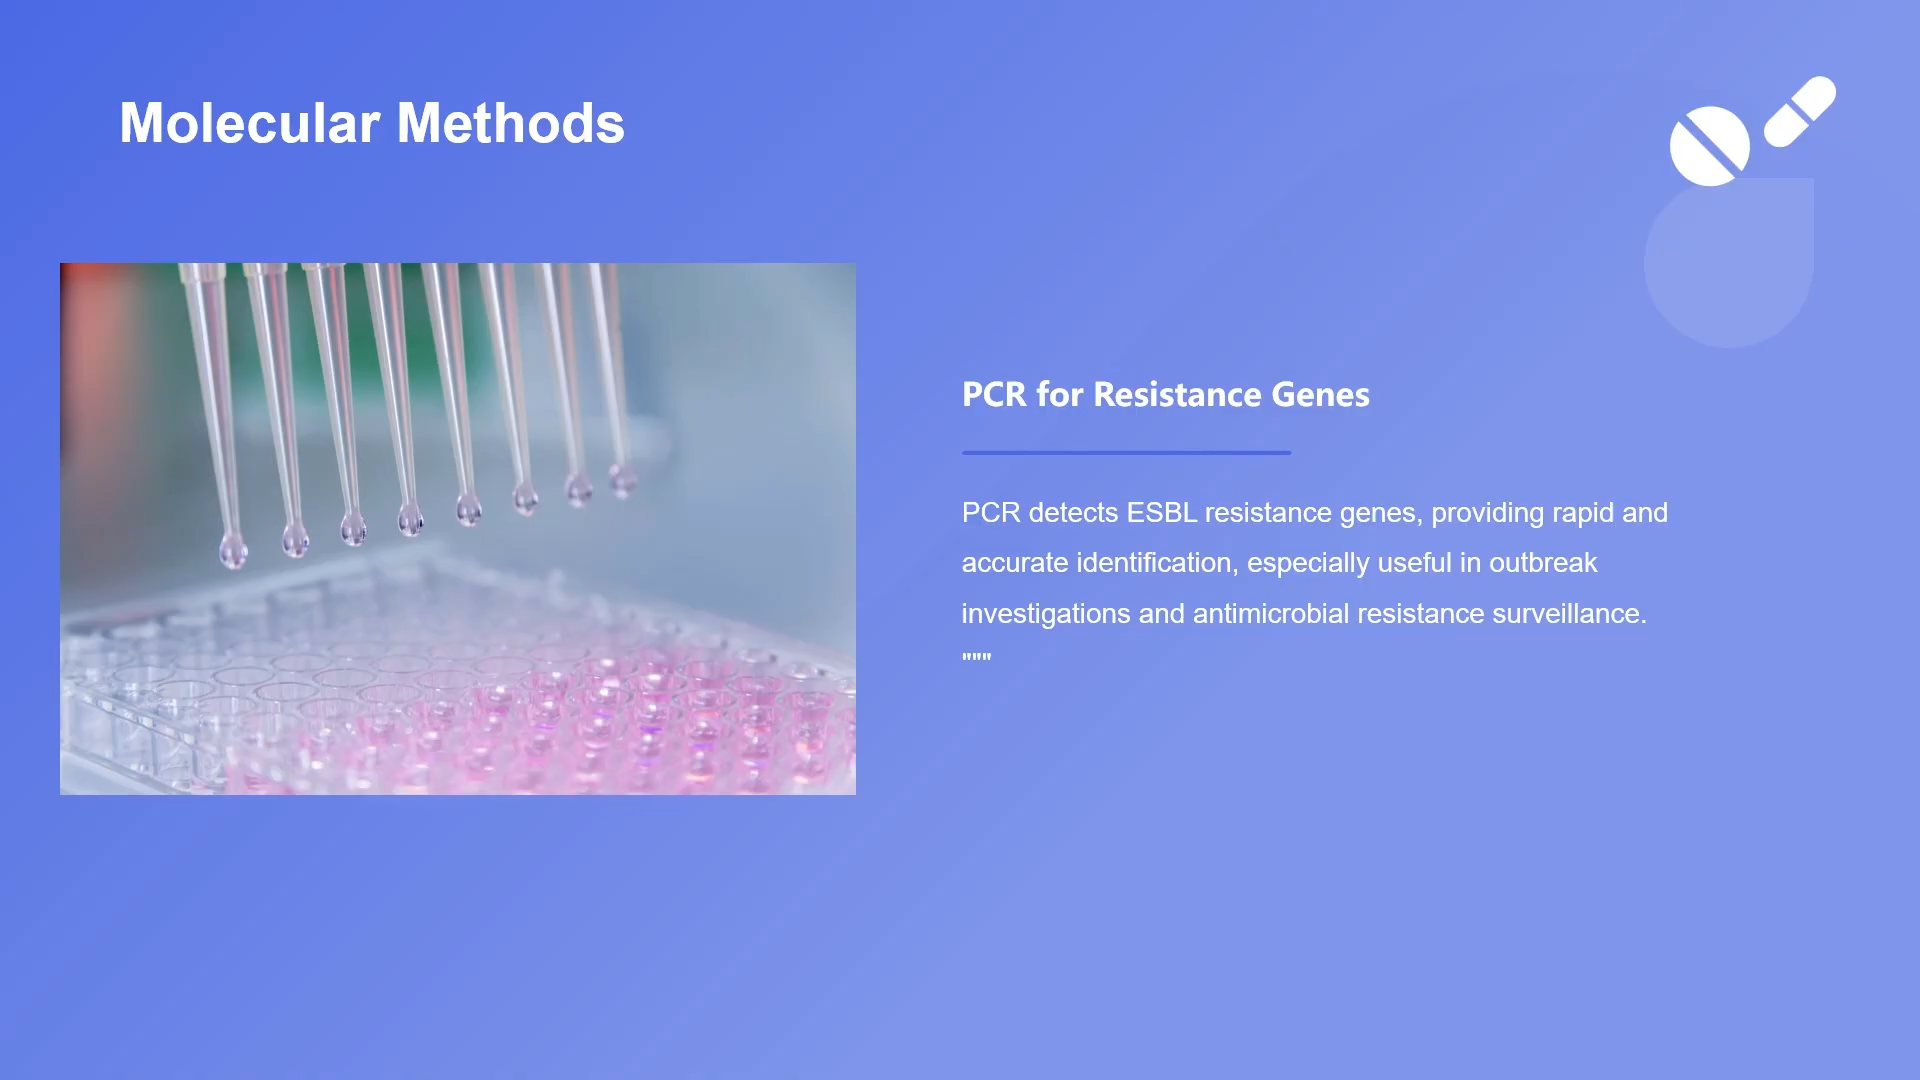 Molecular Methods
PCR for Resistance Genes
PCR detects ESBL resistance genes, providing rapid and
accurate identification, especially useful in outbreak
investigations and antimicrobial resistance surveillance.
"""